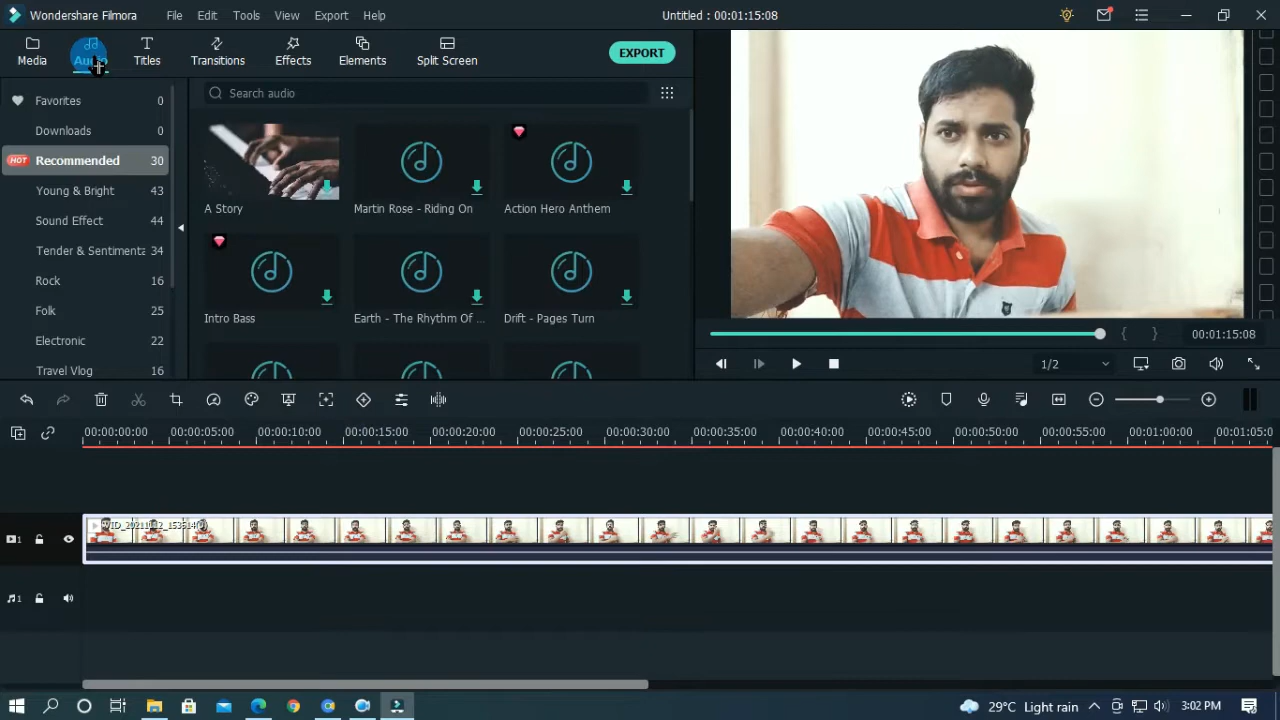 Wondershare Filmora File Edit Tools View Export Help Untitled : 00:01:15:08
Media Audio Titles Transitions Effects Elements Split Screen EXPORT
Favorites 0
Downloads 0
HOT Recommended 30
Young & Bright 43
Sound Effect 44
Tender & Sentimenta 34
Rock 16
Folk 25
Electronic 22
Travel Vlog 16
Search audio
A Story Martin Rose - Riding On Action Hero Anthem
Intro Bass Earth - The Rhythm Of ... Drift - Pages Turn
{ } 00:01:15:08
1/2
00:00:00:00 00:00:05:00 00:00:10:00 00:00:15:00 00:00:20:00 00:00:25:00 00:00:30:00 00:00:35:00 00:00:40:00 00:00:45:00 00:00:50:00 00:00:55:00 00:01:00:00 00:01:05:0
1
1
29°C Light rain 3:02 PM